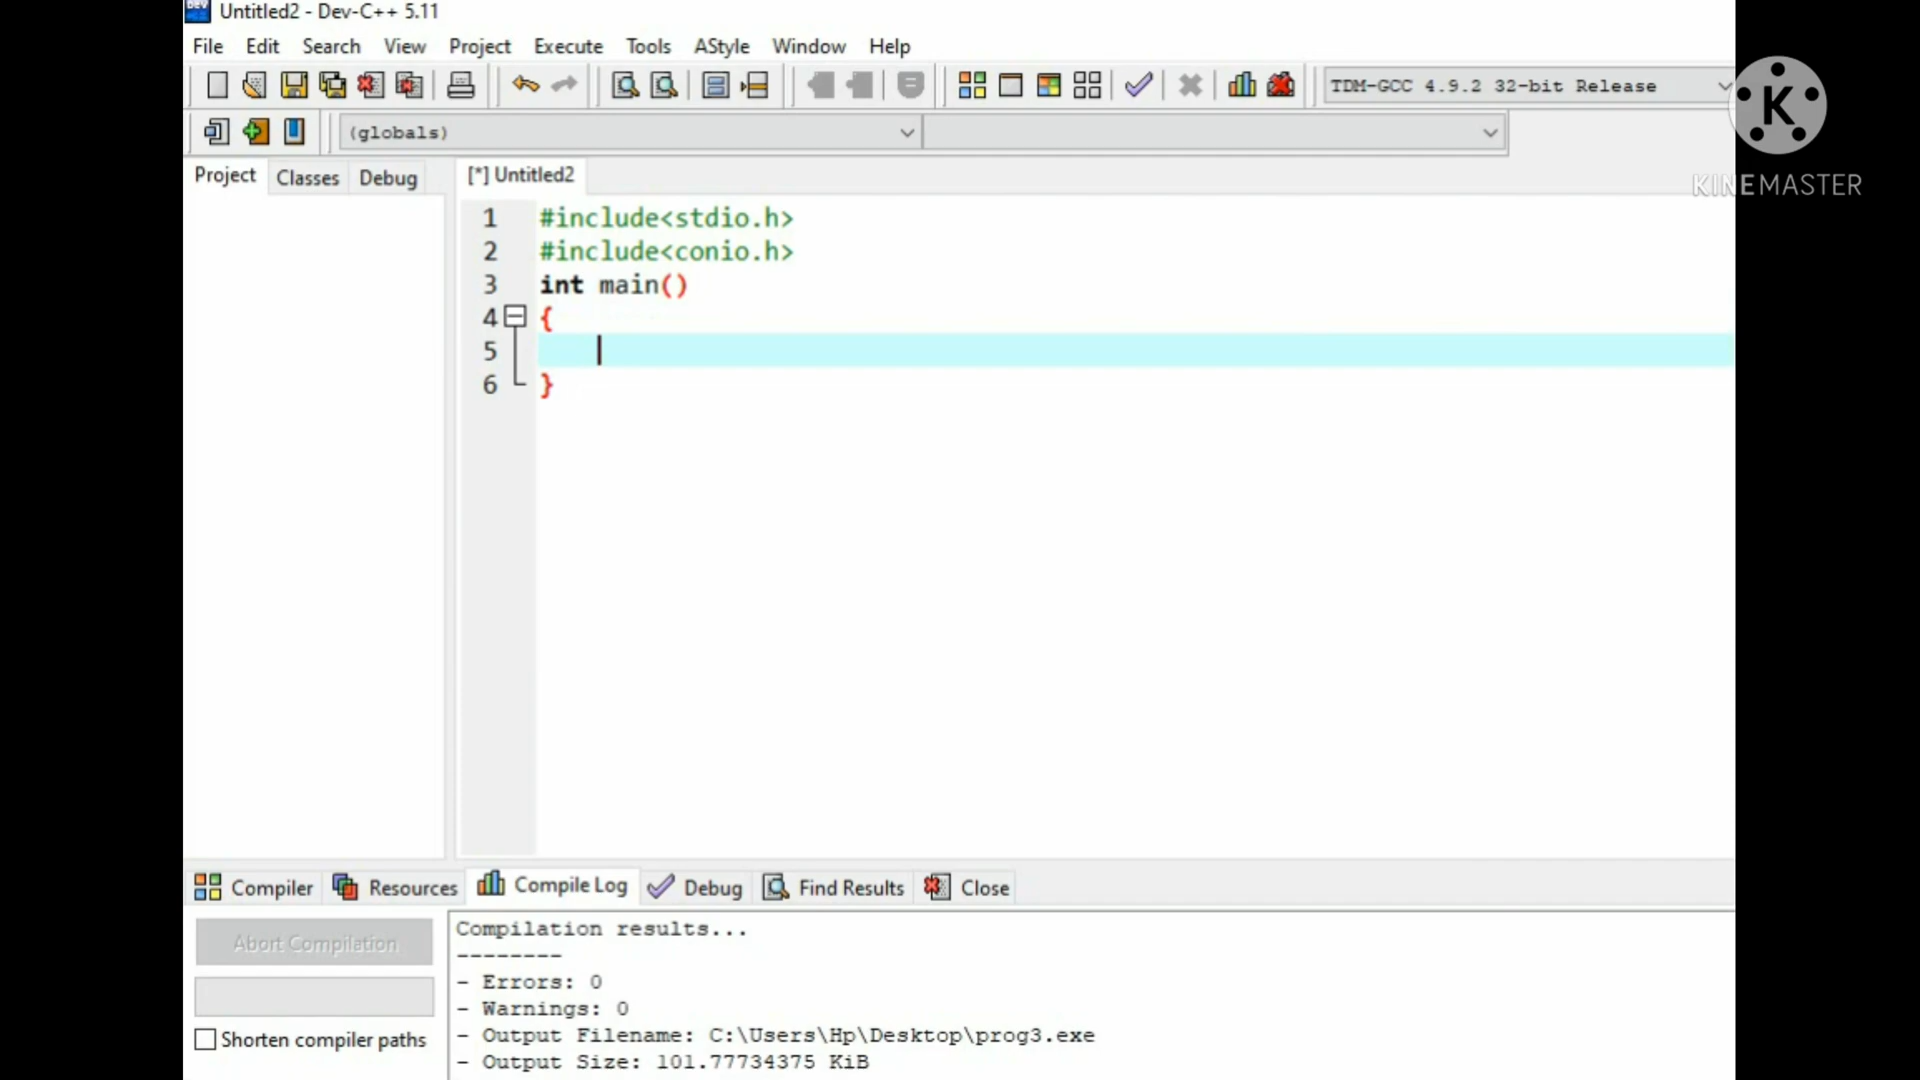 Untitled2 - Dev-C++ 5.11
File Edit Search View Project Execute Tools AStyle Window Help
TDM-GCC 4.9.2 32-bit Release
K
KINEMASTER
(globals)
Project Classes Debug [*] Untitled2
1 #include<stdio.h>
2 #include<conio.h>
3 int main()
4 {
5
6 }
Compiler Resources Compile Log Debug Find Results Close
Abort Compilation
Shorten compiler paths
Compilation results...
--------
- Errors: 0
- Warnings: 0
- Output Filename: C:\Users\Hp\Desktop\prog3.exe
- Output Size: 101.77734375 KiB